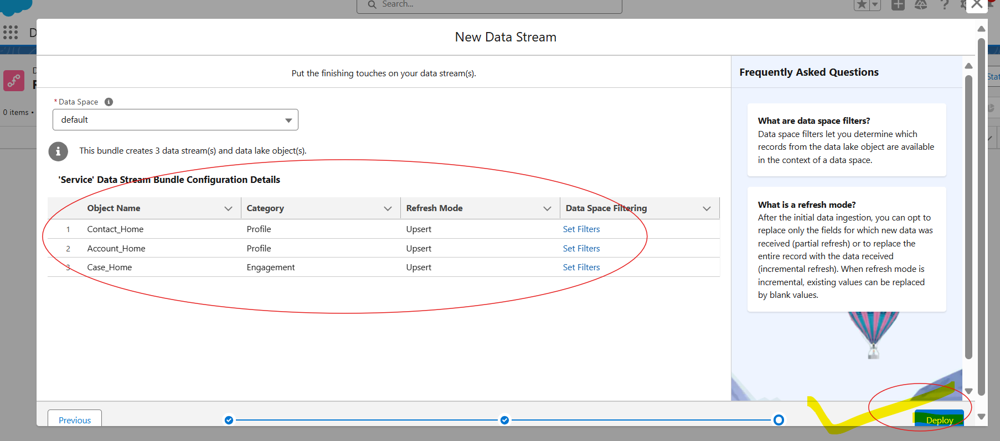 Search...
New Data Stream
Put the finishing touches on your data stream(s).
* Data Space
default
This bundle creates 3 data stream(s) and data lake object(s).
'Service' Data Stream Bundle Configuration Details
Object Name Category Refresh Mode Data Space Filtering
1 Contact_Home Profile Upsert Set Filters
2 Account_Home Profile Upsert Set Filters
3 Case_Home Engagement Upsert Set Filters
Frequently Asked Questions
What are data space filters?
Data space filters let you determine which
records from the data lake object are available
in the context of a data space.
What is a refresh mode?
After the initial data ingestion, you can opt to
replace only the fields for which new data was
received (partial refresh) or to replace the
entire record with the data received
(incremental refresh). When refresh mode is
incremental, existing values can be replaced
by blank values.
0 items •
Previous
Deploy